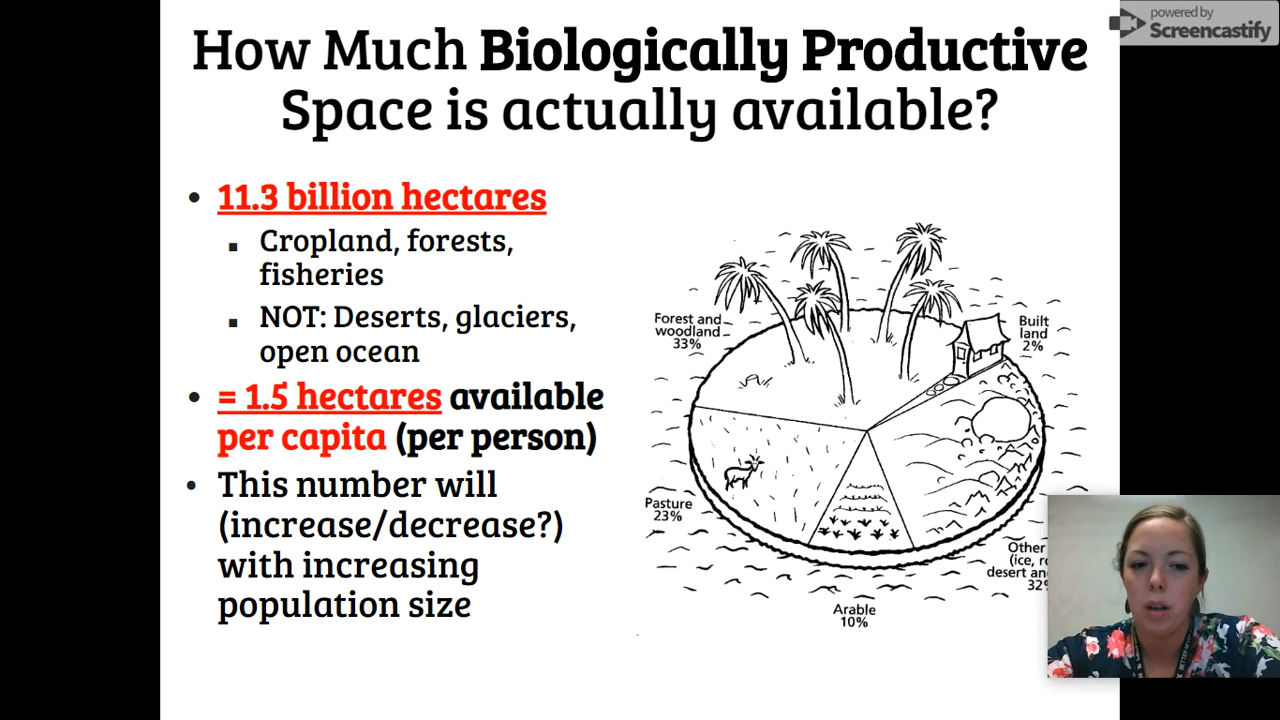 powered by
Screencastify
How Much Biologically Productive
Space is actually available?
• 11.3 billion hectares
▪ Cropland, forests,
fisheries
▪ NOT: Deserts, glaciers,
open ocean
• = 1.5 hectares available
per capita (per person)
• This number will
(increase/decrease?)
with increasing
population size
Forest and
woodland
33%
Built
land
2%
Pasture
23%
Other
(ice,
desert
Arable
10%